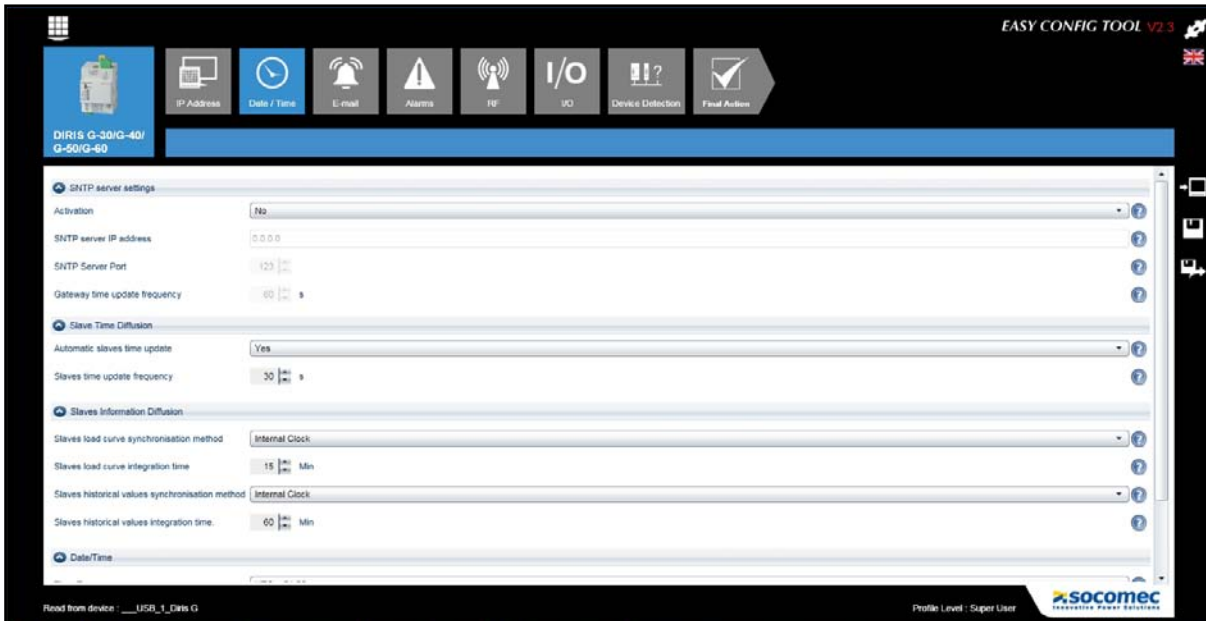 EASY CONFIG TOOL V2.3
IP Address
Date / Time
E-mail
Alarms
RF
I/O
I/O
Device Detection
Final Action
DIRIS G-30/G-40/
G-50/G-60
SNTP server settings
Activation No
SNTP server IP address 0.0.0.0
SNTP Server Port 123
Gateway time update frequency 60 s
Slave Time Diffusion
Automatic slaves time update Yes
Slaves time update frequency 30 s
Slaves Information Diffusion
Slaves load curve synchronisation method Internal Clock
Slaves load curve integration time 15 Min
Slaves historical values synchronisation method Internal Clock
Slaves historical values integration time. 60 Min
Date/Time
Read from device : ___USB_1_Diris G
Profile Level : Super User
socomec
Innovative Power Solutions